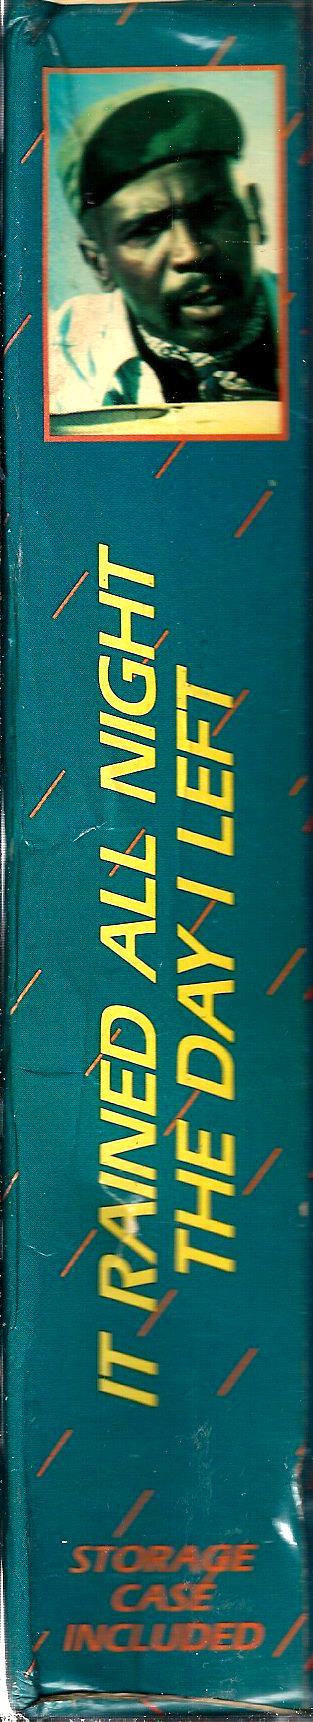 IT RAINED ALL NIGHT
THE DAY I LEFT
STORAGE
CASE
INCLUDED